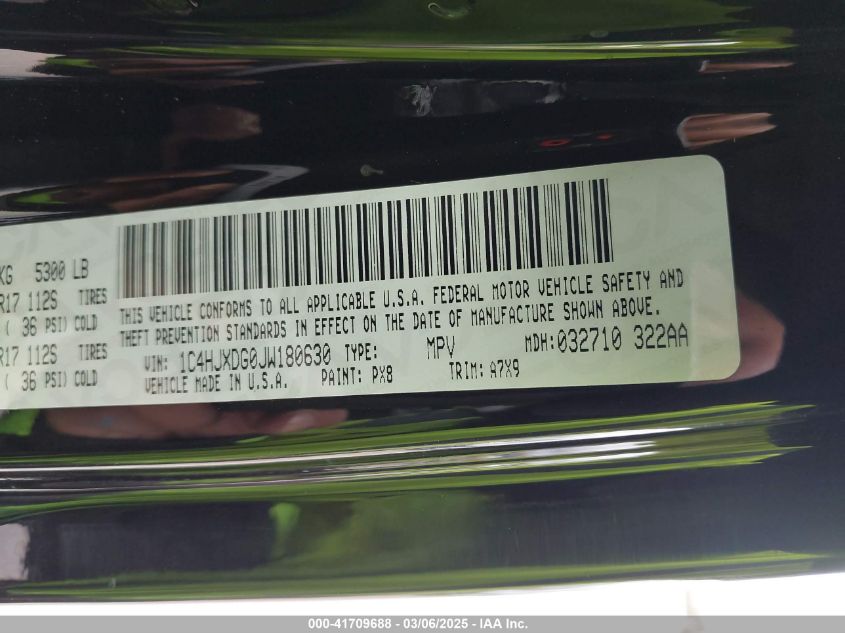 KG 5300 LB
R17 112S TIRES
( 36 PSI) COLD
R17 112S TIRES
( 36 PSI) COLD
THIS VEHICLE CONFORMS TO ALL APPLICABLE U.S.A. FEDERAL MOTOR VEHICLE SAFETY AND
THEFT PREVENTION STANDARDS IN EFFECT ON THE DATE OF MANUFACTURE SHOWN ABOVE.
VIN: 1C4HJXDG0JW180630 TYPE: MPV MDH: 032710 322AA
VEHICLE MADE IN U.S.A. PAINT: PX8 TRIM: A7X9
000-41709688 - 03/06/2025 - IAA Inc.